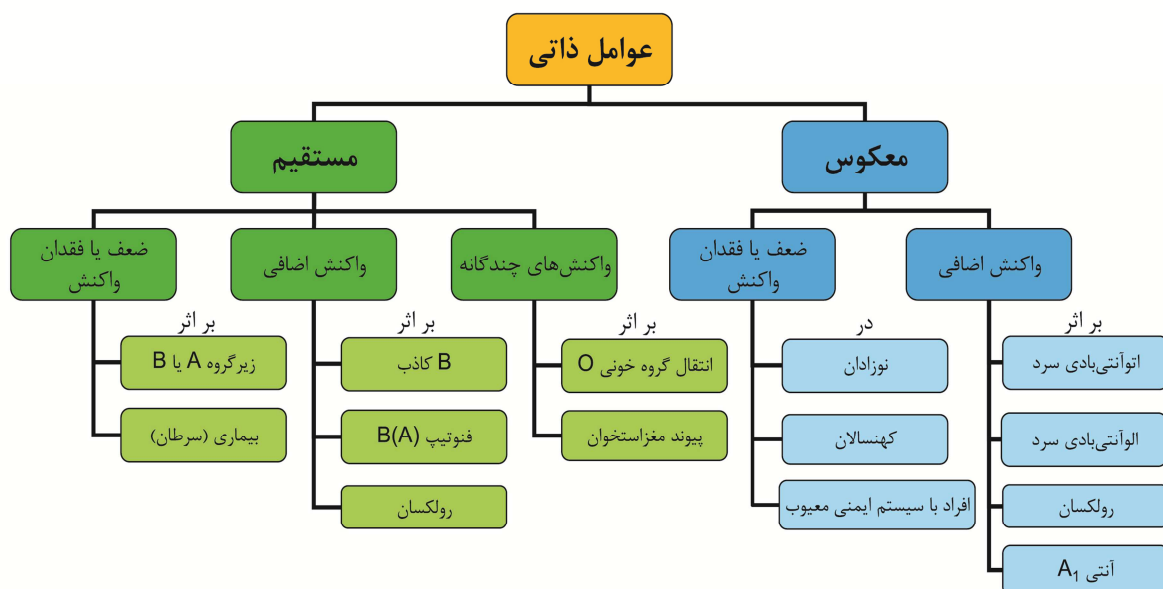 عوامل ذاتی
معکوس
مستقیم
واکنش اضافی
ضعف یا فقدان
واکنش
واکنش‌های چندگانه
واکنش اضافی
ضعف یا فقدان
واکنش
بر اثر
اتوآنتی‌بادی سرد
الوآنتی‌بادی سرد
رولکسان
آنتی A₁
در
نوزادان
کهنسالان
افراد با سیستم ایمنی معیوب
بر اثر
انتقال گروه خونی O
پیوند مغزاستخوان
بر اثر
B کاذب
فنوتیپ B(A)
رولکسان
بر اثر
زیرگروه A یا B
بیماری (سرطان)